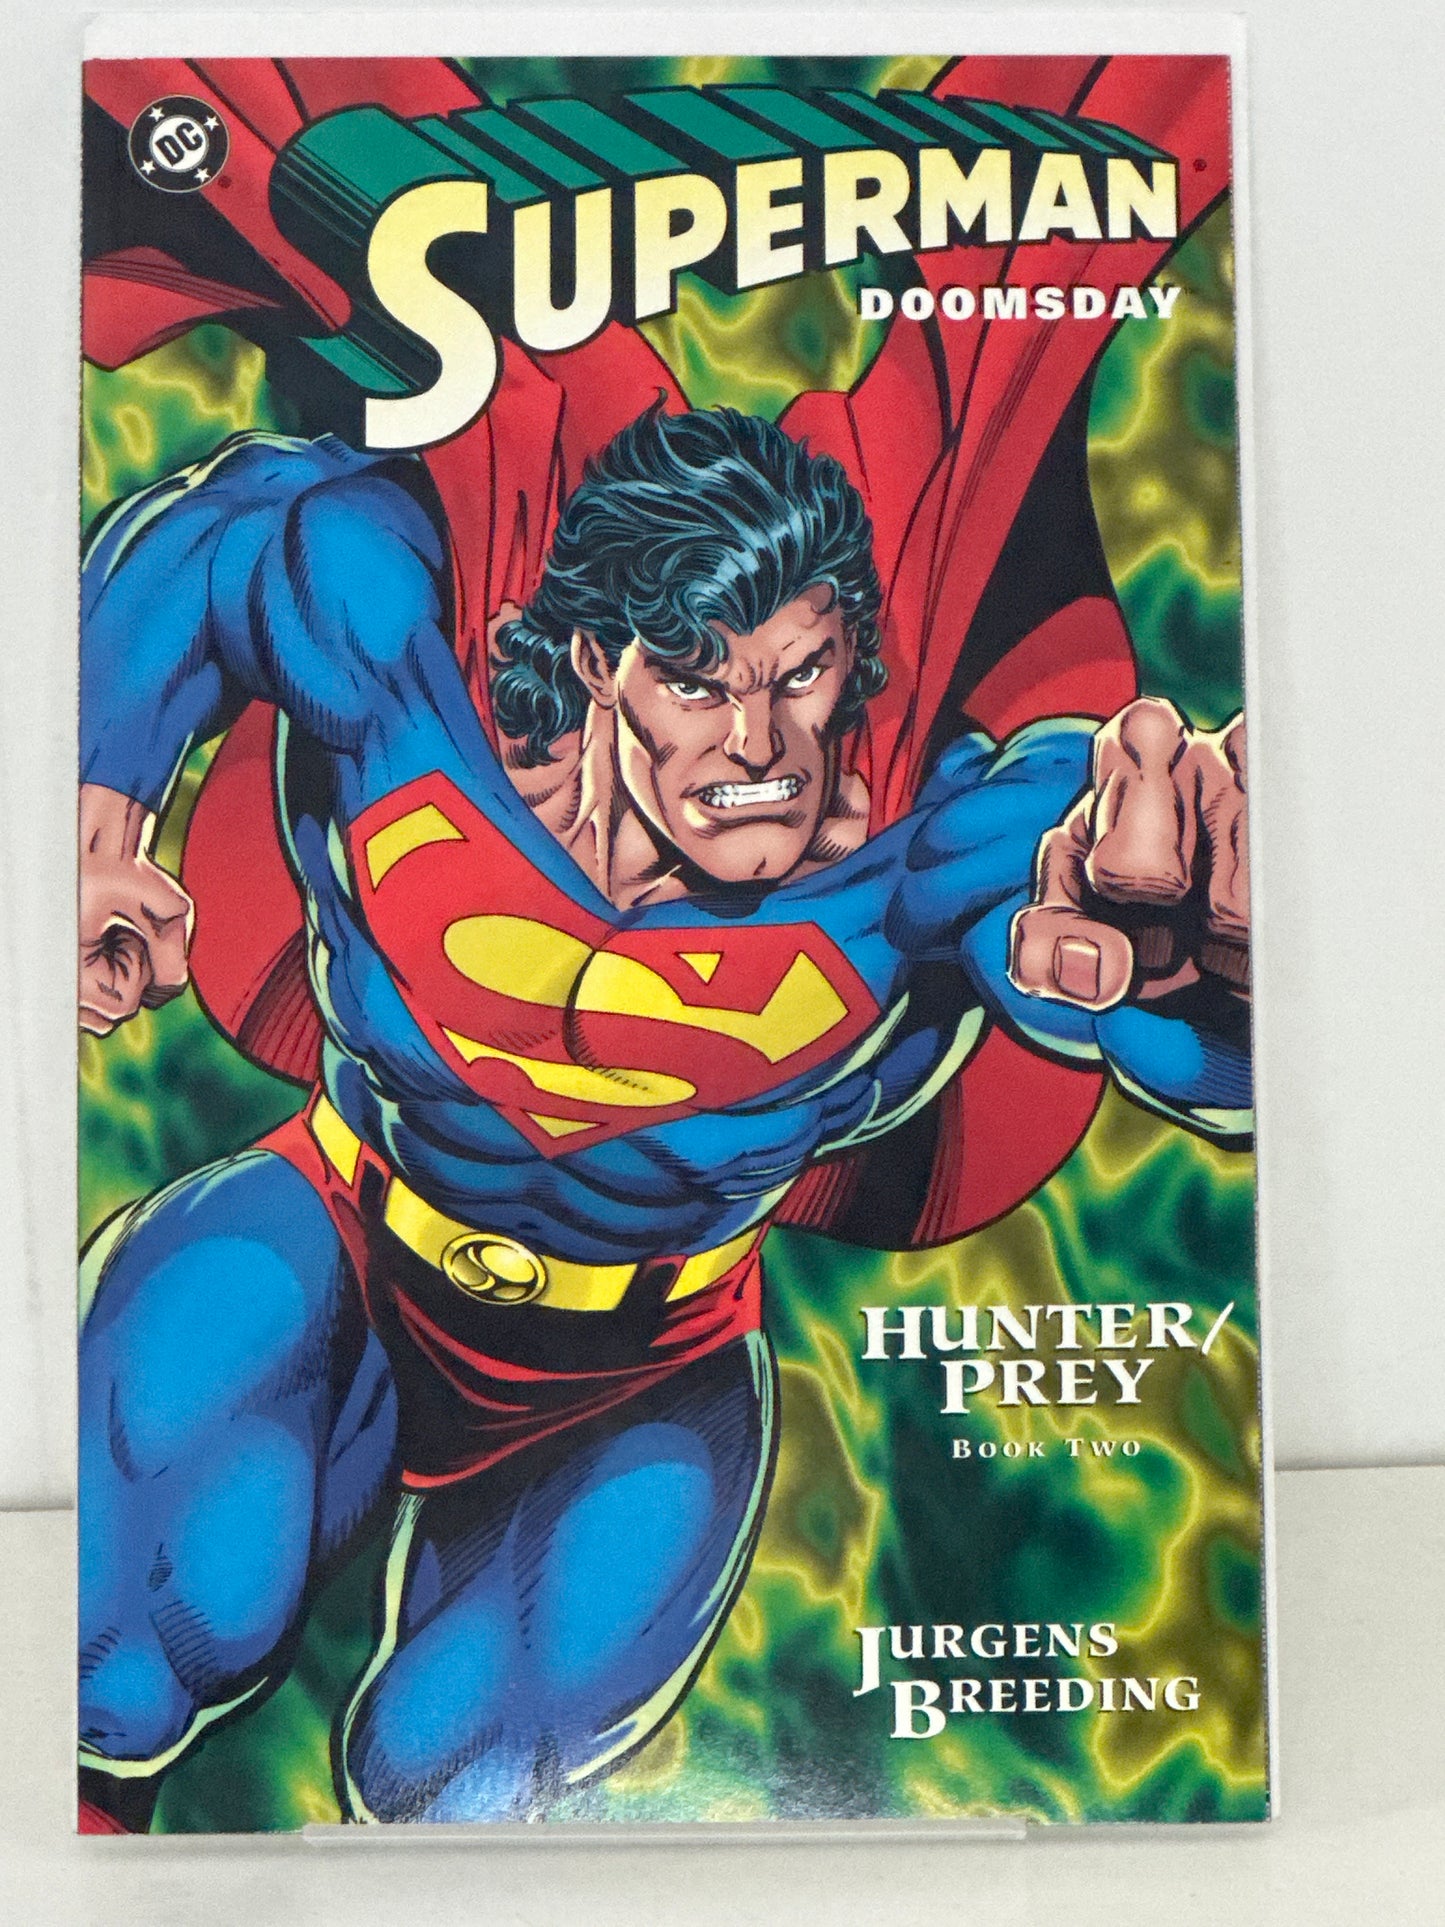 DC
SUPERMAN
DOOMSDAY
HUNTER/
PREY
BOOK TWO
JURGENS
BREEDING